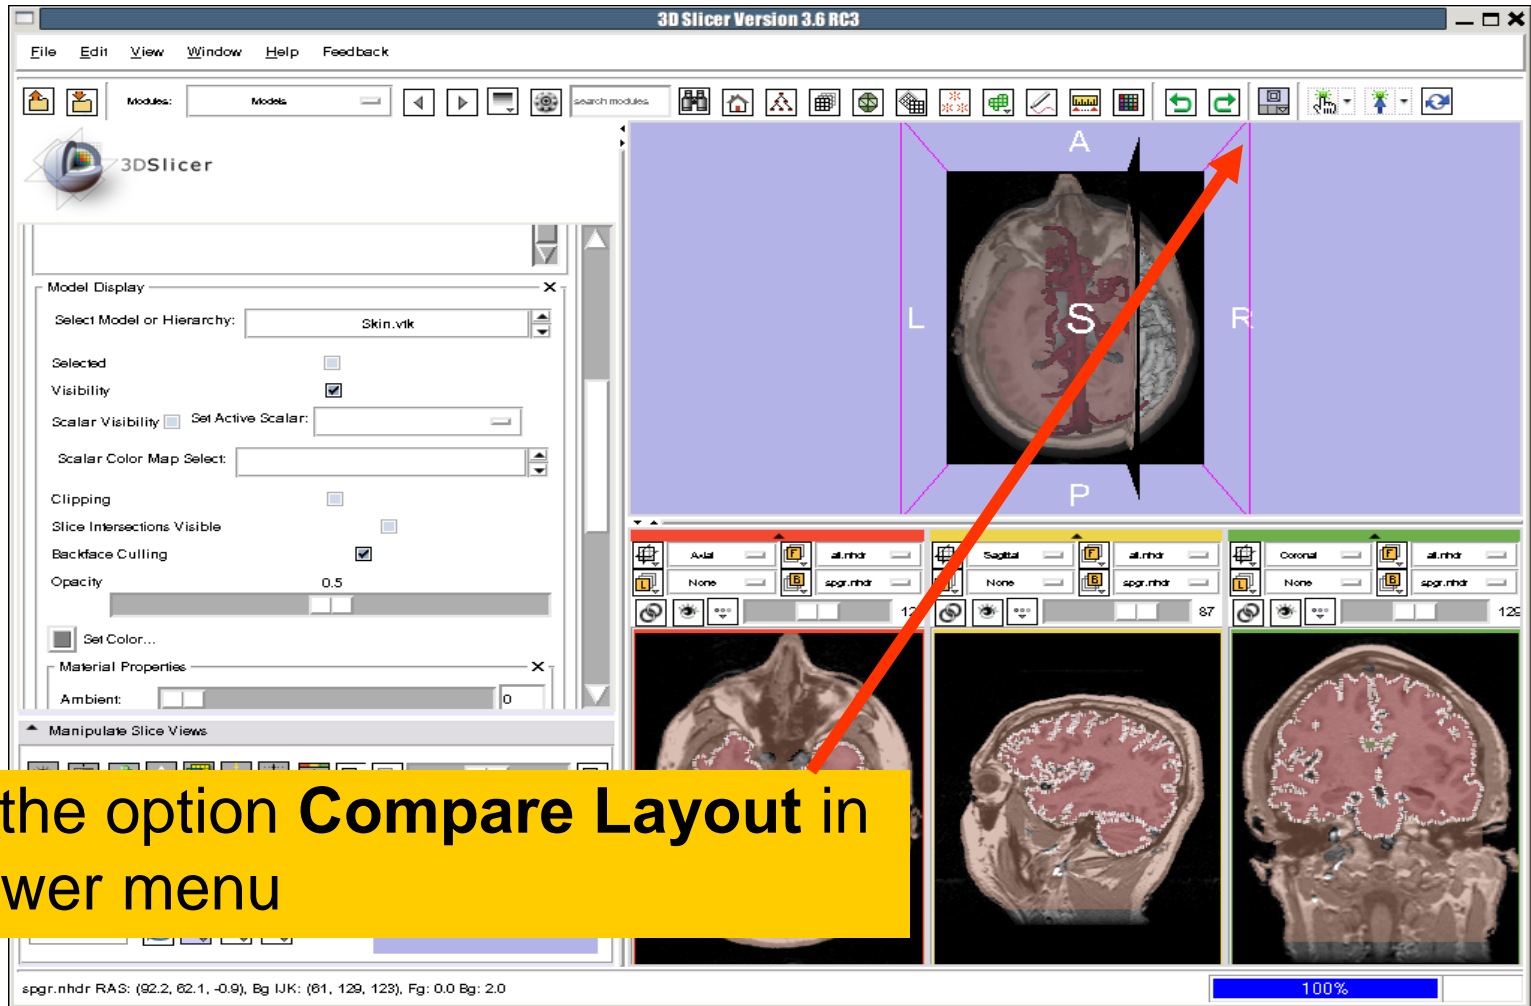 3D Slicer Version 3.6 RC3
File Edit View Window Help Feedback
Modules: Models search modules
3DSlicer
Model Display
Select Model or Hierarchy: Skin.vtk
Selected
Visibility
Scalar Visibility Set Active Scalar:
Scalar Color Map Select:
Clipping
Slice Intersections Visible
Backface Culling
Opacity 0.5
Set Color...
Material Properties
Ambient: 0
Manipulate Slice Views
A
L S R
P
Axial F all.nhdr Sagittal F all.nhdr Coronal F all.nhdr
L None B spgr.nhdr None B spgr.nhdr L None B spgr.nhdr
87 129
the option Compare Layout in
wer menu
spgr.nhdr RAS: (92.2, 62.1, -0.9), Bg IJK: (61, 129, 123), Fg: 0.0 Bg: 2.0
100%